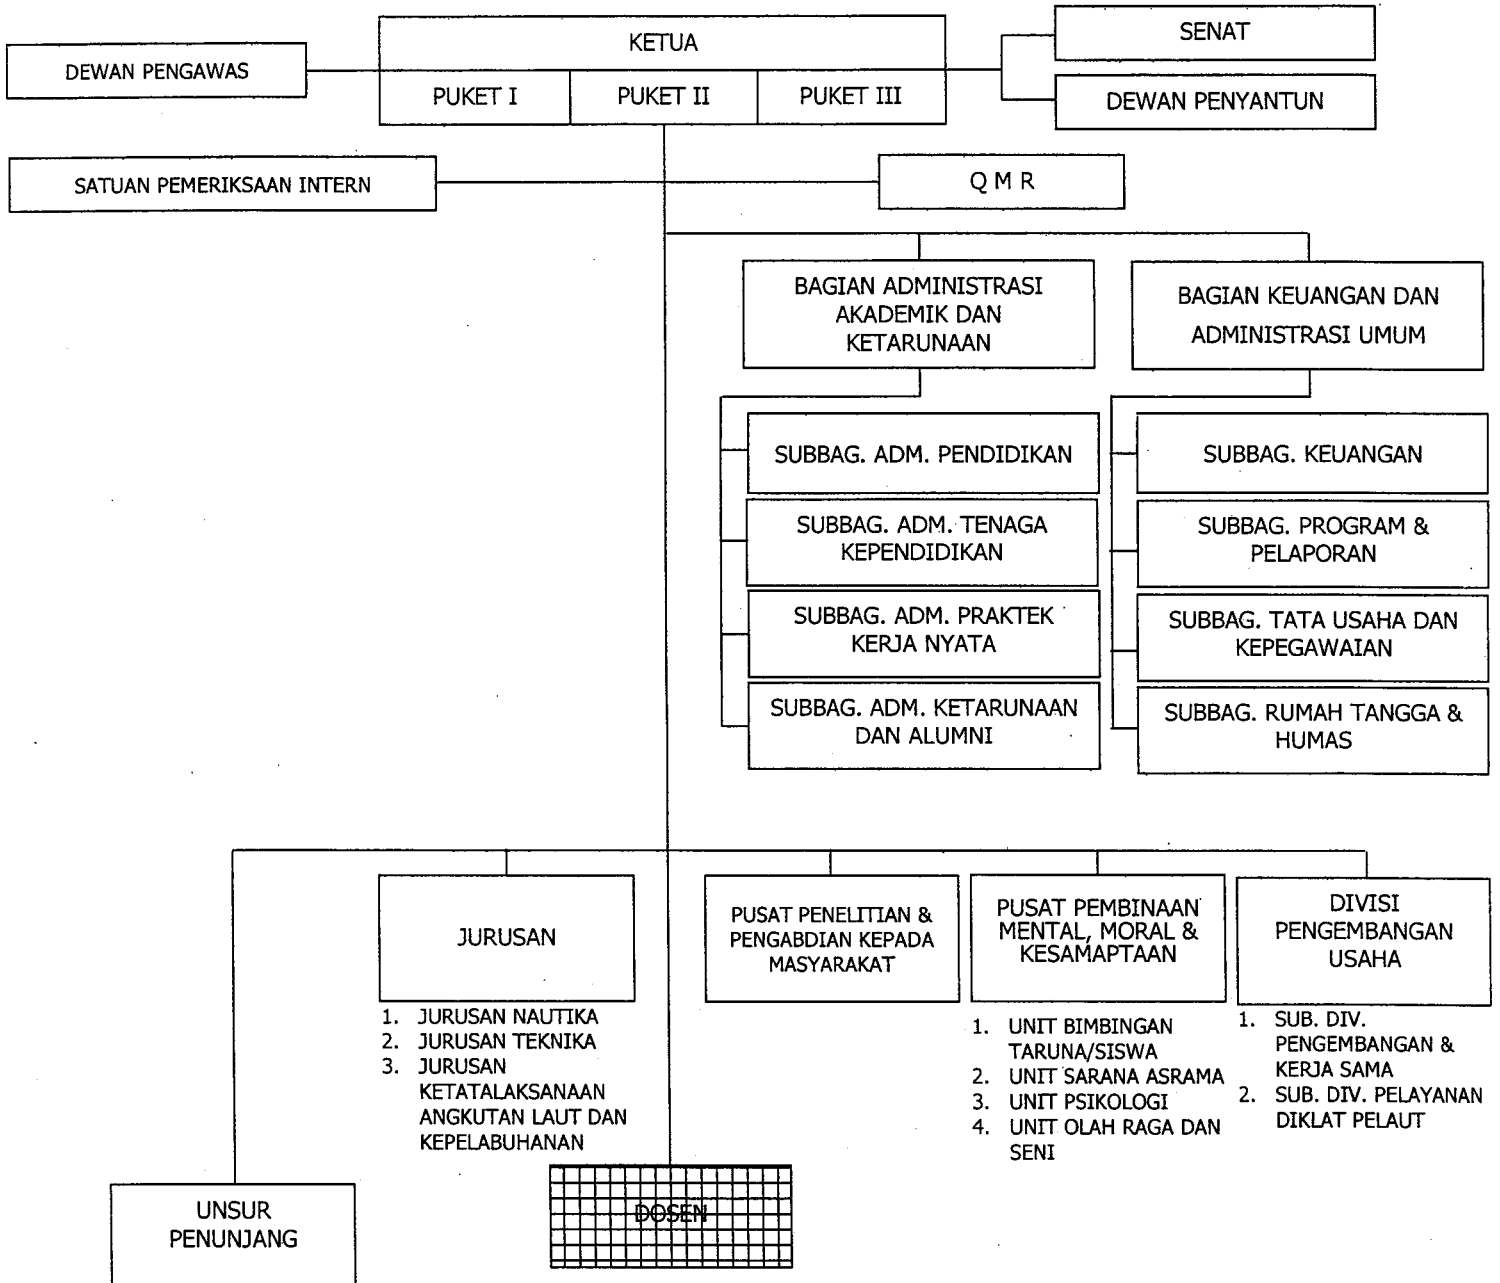 KETUA
SENAT
DEWAN PENGAWAS
PUKET I
PUKET II
PUKET III
DEWAN PENYANTUN
SATUAN PEMERIKSAAN INTERN
Q M R
BAGIAN ADMINISTRASI
AKADEMIK DAN
KETARUNAAN
BAGIAN KEUANGAN DAN
ADMINISTRASI UMUM
SUBBAG. ADM. PENDIDIKAN
SUBBAG. ADM. TENAGA
KEPENDIDIKAN
SUBBAG. ADM. PRAKTEK
KERJA NYATA
SUBBAG. ADM. KETARUNAAN
DAN ALUMNI
SUBBAG. KEUANGAN
SUBBAG. PROGRAM &
PELAPORAN
SUBBAG. TATA USAHA DAN
KEPEGAWAIAN
SUBBAG. RUMAH TANGGA &
HUMAS
JURUSAN
1. JURUSAN NAUTIKA
2. JURUSAN TEKNIKA
3. JURUSAN
KETATALAKSANAAN
ANGKUTAN LAUT DAN
KEPELABUHANAN
PUSAT PENELITIAN &
PENGABDIAN KEPADA
MASYARAKAT
PUSAT PEMBINAAN
MENTAL, MORAL &
KESAMAPTAAN
1. UNIT BIMBINGAN
TARUNA/SISWA
2. UNIT SARANA ASRAMA
3. UNIT PSIKOLOGI
4. UNIT OLAH RAGA DAN
SENI
DIVISI
PENGEMBANGAN
USAHA
1. SUB. DIV.
PENGEMBANGAN &
KERJA SAMA
2. SUB. DIV. PELAYANAN
DIKLAT PELAUT
UNSUR
PENUNJANG
DOSEN